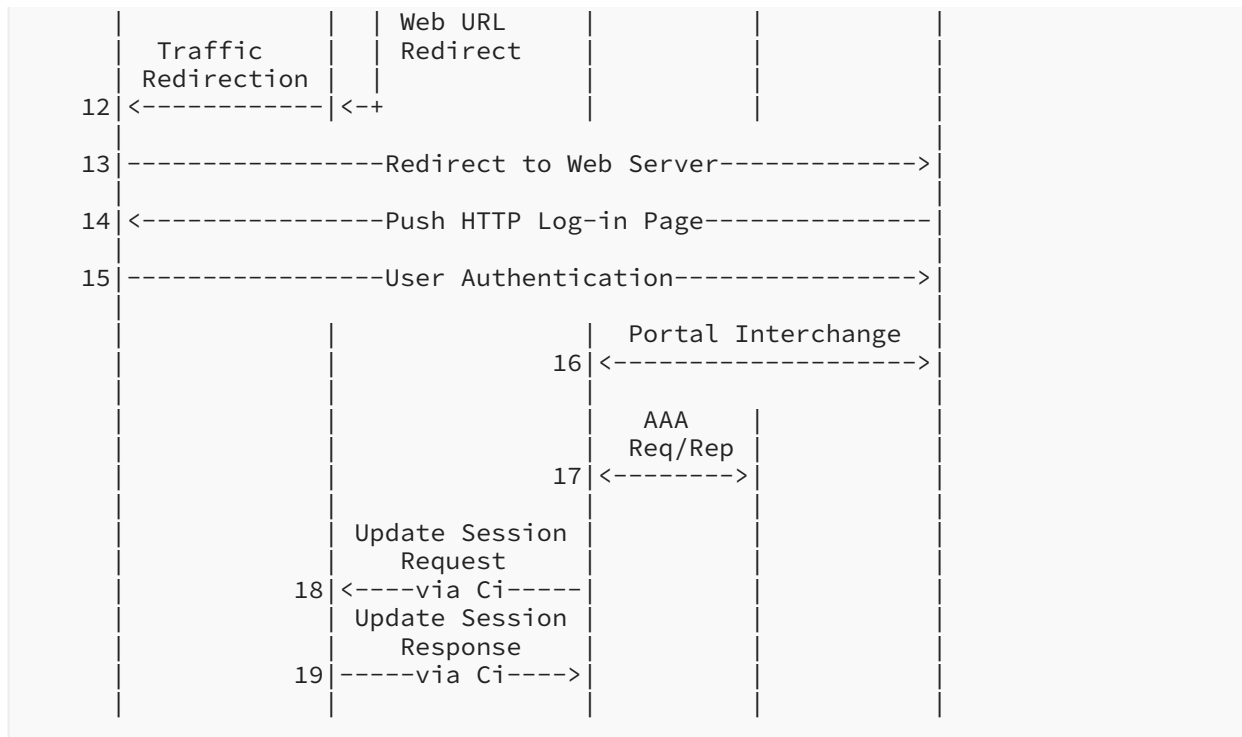 |             |  | Web URL    |          |           |
|  Traffic    |  | Redirect   |          |           |
| Redirection |  |            |          |           |
12|<------------|<-+            |          |           |
|                                                     |
13|-----------------Redirect to Web Server------------->|
|                                                     |
14|<----------------Push HTTP Log-in Page---------------|
|                                                     |
15|-----------------User Authentication---------------->|
|                                                     |
|             |                |  Portal Interchange  |
|             |              16|<-------------------->|
|             |                |                      |
|             |                |   AAA    |           |
|             |                |  Req/Rep |           |
|             |              17|<-------->|           |
|             |                |          |           |
|             | Update Session |          |           |
|             |    Request     |          |           |
|           18|<----via Ci-----|          |           |
|             | Update Session |          |           |
|             |    Response    |          |           |
|           19|-----via Ci---->|          |           |
|             |                |          |           |